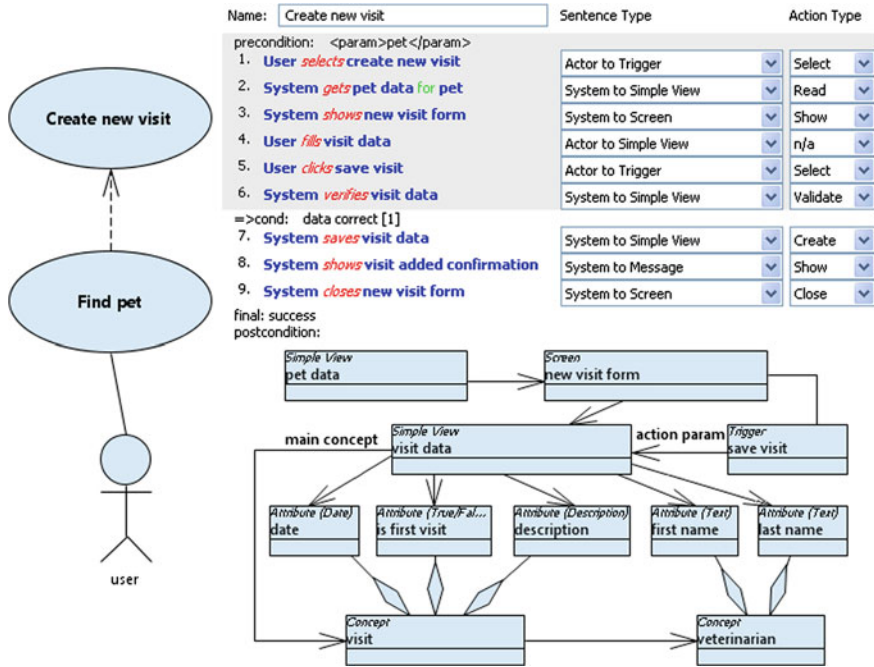 Name: Create new visit Sentence Type Action Type
precondition: <param>pet</param>
1. User selects create new visit Actor to Trigger Select
2. System gets pet data for pet System to Simple View Read
3. System shows new visit form System to Screen Show
4. User fills visit data Actor to Simple View n/a
5. User clicks save visit Actor to Trigger Select
6. System verifies visit data System to Simple View Validate
=>cond: data correct [1]
7. System saves visit data System to Simple View Create
8. System shows visit added confirmation System to Message Show
9. System closes new visit form System to Screen Close
final: success
postcondition:
Create new visit
Find pet
user
Simple View
pet data
Screen
new visit form
main concept
Simple View
visit data
action param
Trigger
save visit
Attribute (Date)
date
Attribute (True/Fal...
is first visit
Attribute (Description)
description
Attribute (Text)
first name
Attribute (Text)
last name
Concept
visit
Concept
veterinarian